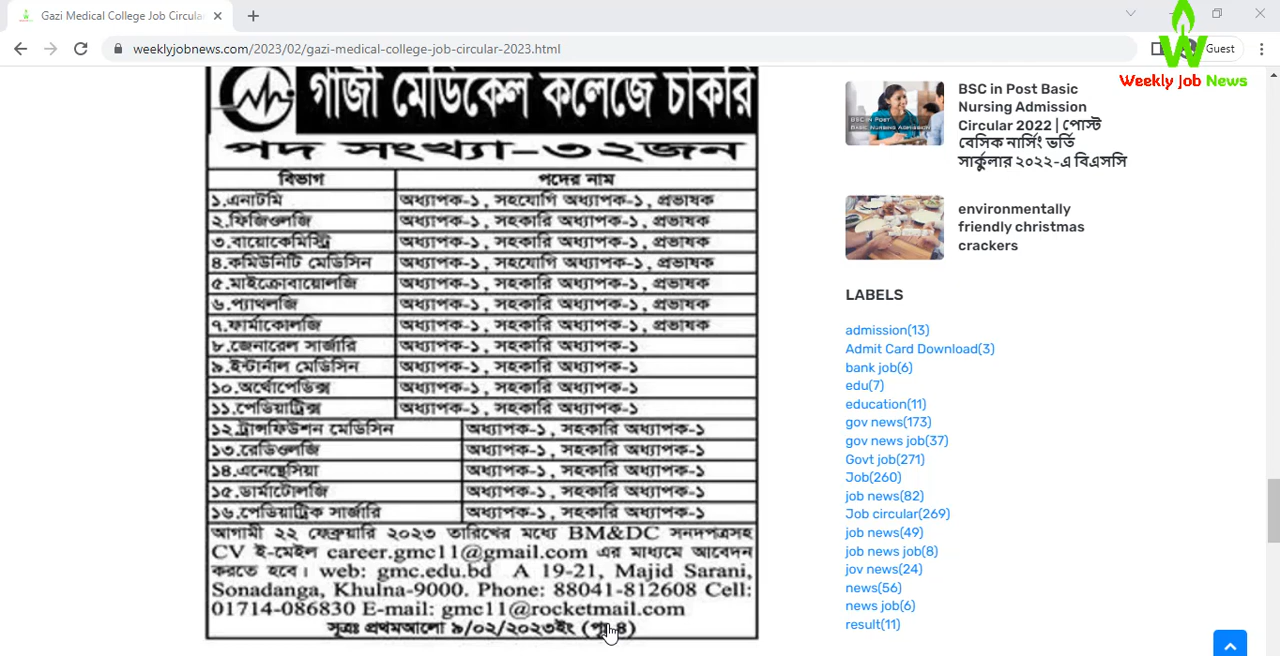 Gazi Medical College Job Circular
weeklyjobnews.com/2023/02/gazi-medical-college-job-circular-2023.html
Guest
Weekly Job News
গাজী মেডিকেল কলেজে চাকরি
পদ সংখ্যা-৩২জন
বিভাগ পদের নাম
১.এনাটমি অধ্যাপক-১, সহযোগি অধ্যাপক-১, প্রভাষক
২.ফিজিওলজি অধ্যাপক-১, সহকারি অধ্যাপক-১, প্রভাষক
৩.বায়োকেমিস্ট্রি অধ্যাপক-১, সহকারি অধ্যাপক-১, প্রভাষক
৪.কমিউনিটি মেডিসিন অধ্যাপক-১, সহযোগি অধ্যাপক-১, প্রভাষক
৫.মাইক্রোবায়োলজি অধ্যাপক-১, সহকারি অধ্যাপক-১, প্রভাষক
৬.প্যাথলজি অধ্যাপক-১, সহকারি অধ্যাপক-১, প্রভাষক
৭.ফার্মাকোলজি অধ্যাপক-১, সহকারি অধ্যাপক-১, প্রভাষক
৮.জেনারেল সার্জারি অধ্যাপক-১, সহকারি অধ্যাপক-১
৯.ইন্টার্নাল মেডিসিন অধ্যাপক-১, সহকারি অধ্যাপক-১
১০.অর্থোপেডিক্স অধ্যাপক-১, সহকারি অধ্যাপক-১
১১.পেডিয়াট্রিক্স অধ্যাপক-১, সহকারি অধ্যাপক-১
১২.ট্রান্সফিউশন মেডিসিন অধ্যাপক-১, সহকারি অধ্যাপক-১
১৩.রেডিওলজি অধ্যাপক-১, সহকারি অধ্যাপক-১
১৪.এনেস্থেসিয়া অধ্যাপক-১, সহকারি অধ্যাপক-১
১৫.ডার্মাটোলজি অধ্যাপক-১, সহকারি অধ্যাপক-১
১৬.পেডিয়াট্রিক সার্জারি অধ্যাপক-১, সহকারি অধ্যাপক-১
আগামী ২২ ফেব্রুয়ারি ২০২৩ তারিখের মধ্যে BM&DC সনদপত্রসহ
CV ই-মেইল career.gmc11@gmail.com এর মাধ্যমে আবেদন
করতে হবে। web: gmc.edu.bd A 19-21, Majid Sarani,
Sonadanga, Khulna-9000. Phone: 88041-812608 Cell:
01714-086830 E-mail: gmc11@rocketmail.com
সূত্রঃ প্রথমআলো ৯/০২/২০২৩ইং (পৃঃ৪)
BSC in Post Basic
Nursing Admission
Circular 2022 | পোস্ট
বেসিক নার্সিং ভর্তি
সার্কুলার ২০২২-এ বিএসসি
BSC IN POST
BASIC NURSING ADMISSION
environmentally
friendly christmas
crackers
LABELS
admission(13)
Admit Card Download(3)
bank job(6)
edu(7)
education(11)
gov news(173)
gov news job(37)
Govt job(271)
Job(260)
job news(82)
Job circular(269)
job news(49)
job news job(8)
jov news(24)
news(56)
news job(6)
result(11)